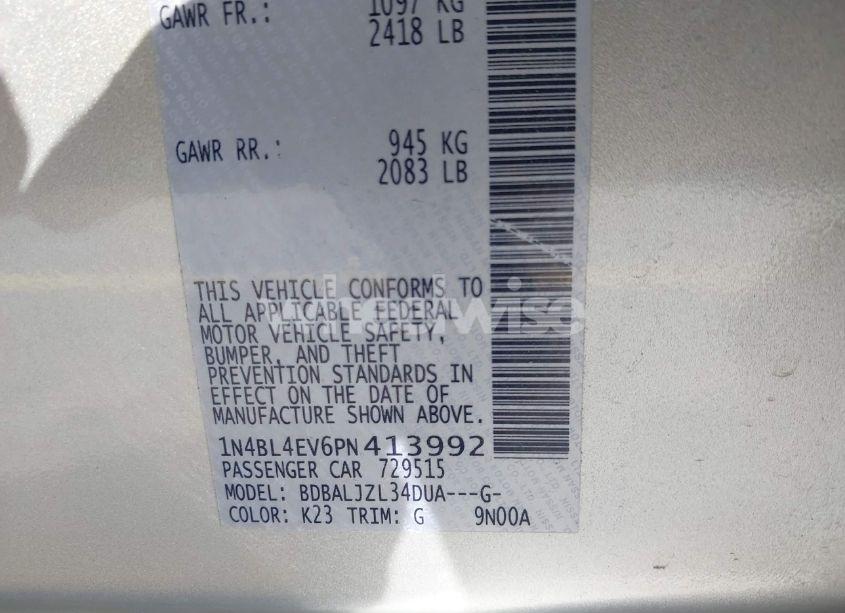 GAWR FR.: 1097 KG
2418 LB
GAWR RR.: 945 KG
2083 LB
THIS VEHICLE CONFORMS TO
ALL APPLICABLE FEDERAL
MOTOR VEHICLE SAFETY,
BUMPER, AND THEFT
PREVENTION STANDARDS IN
EFFECT ON THE DATE OF
MANUFACTURE SHOWN ABOVE.
1N4BL4EV6PN413992
PASSENGER CAR 729515
MODEL: BDBALJZL34DUA---G-
COLOR: K23 TRIM: G 9N00A